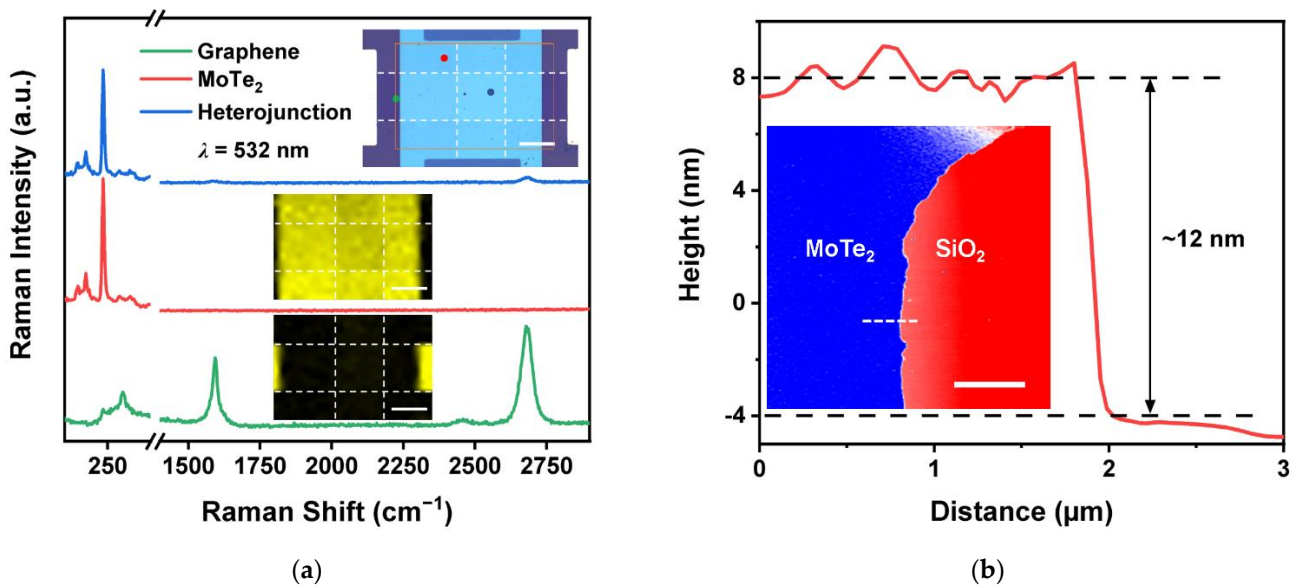 Raman Intensity (a.u.)
Graphene
MoTe₂
Heterojunction
λ = 532 nm
250 1500 1750 2000 2250 2500 2750
Raman Shift (cm⁻¹)
(a)
Height (nm)
8
4
0
-4
MoTe₂
SiO₂
~12 nm
0 1 2 3
Distance (μm)
(b)